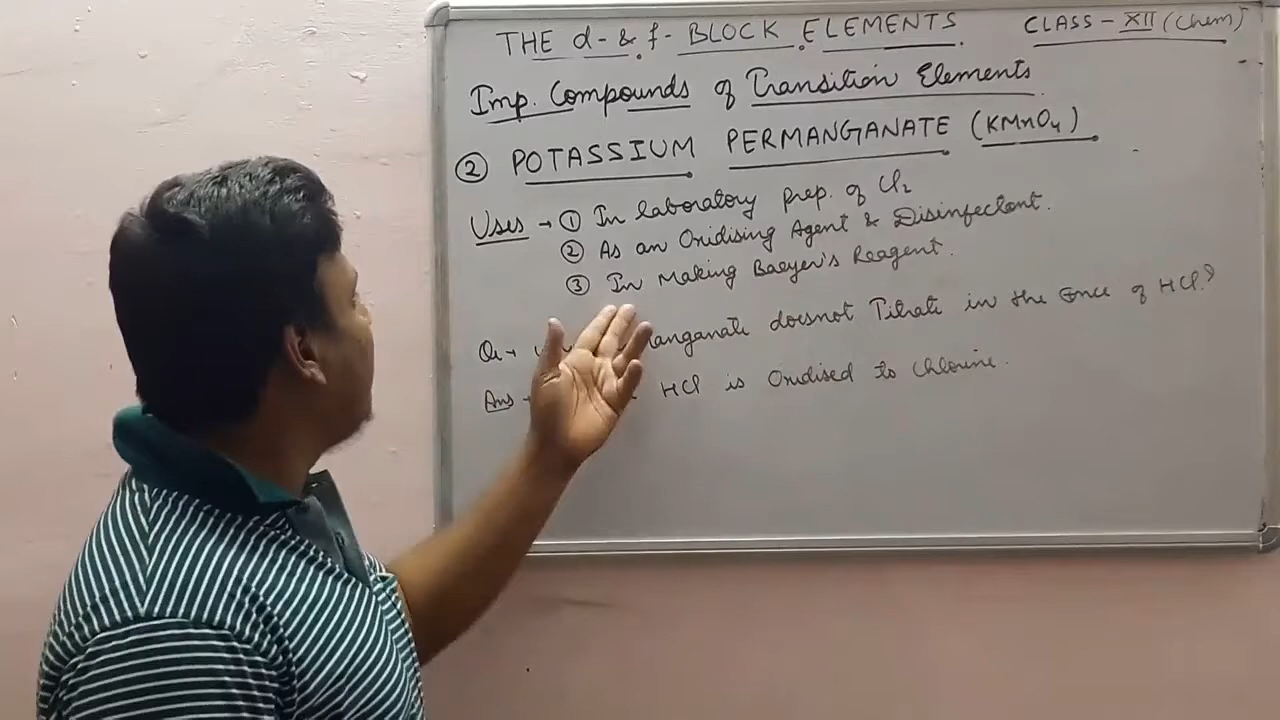 THE d- & f- BLOCK ELEMENTS. CLASS - XII (Chem)
Imp. Compounds of Transition Elements
② POTASSIUM PERMANGANATE (KMnO4)
Uses → ① In laboratory prep. of Cl2
② As an Oxidising Agent & Disinfectant.
③ In Making Baeyer's Reagent.
Q→ doesnot Titrate in the of HCl?
Ans → HCl is Oxidised to Chlorine.